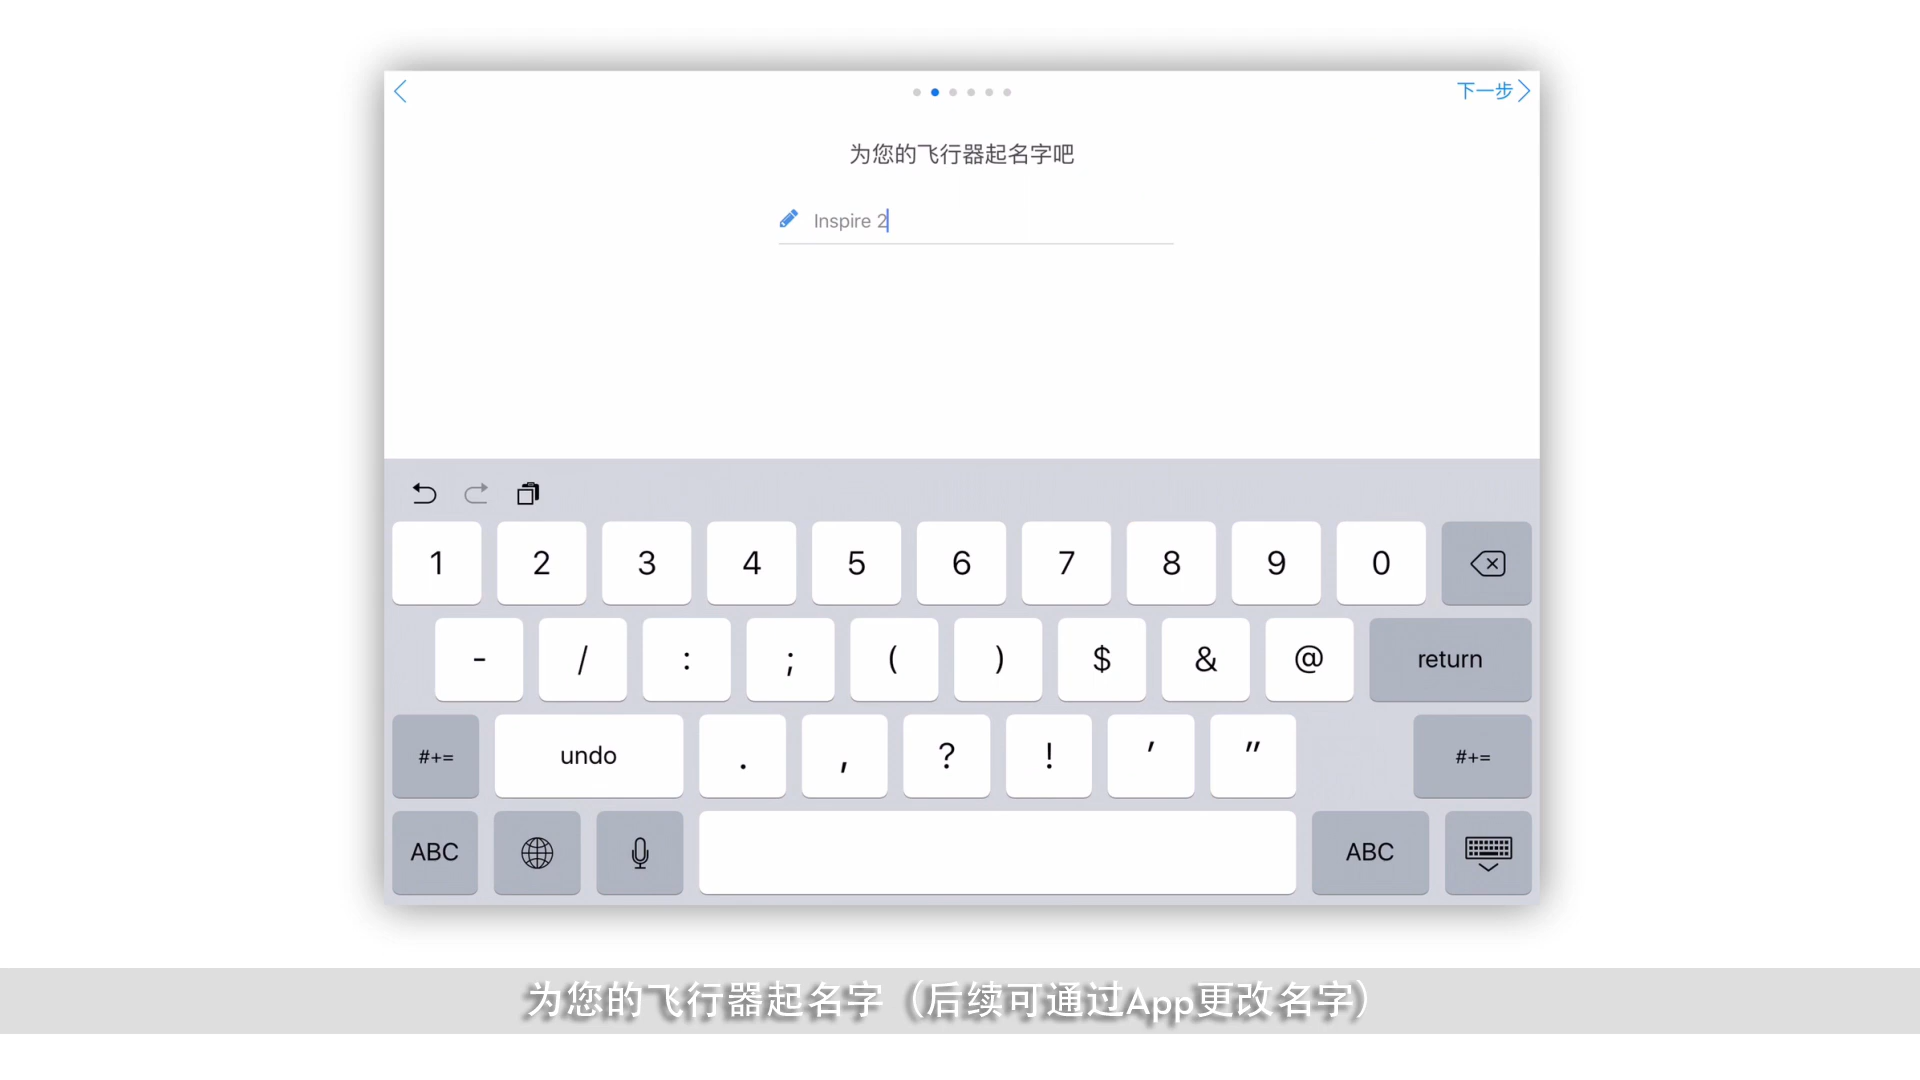 下一步
为您的飞行器起名字吧
Inspire 2
1 2 3 4 5 6 7 8 9 0
- / : ; ( ) $ & @ return
#+= undo . , ? ! ' " #+=
ABC ABC
为您的飞行器起名字（后续可通过App更改名字）